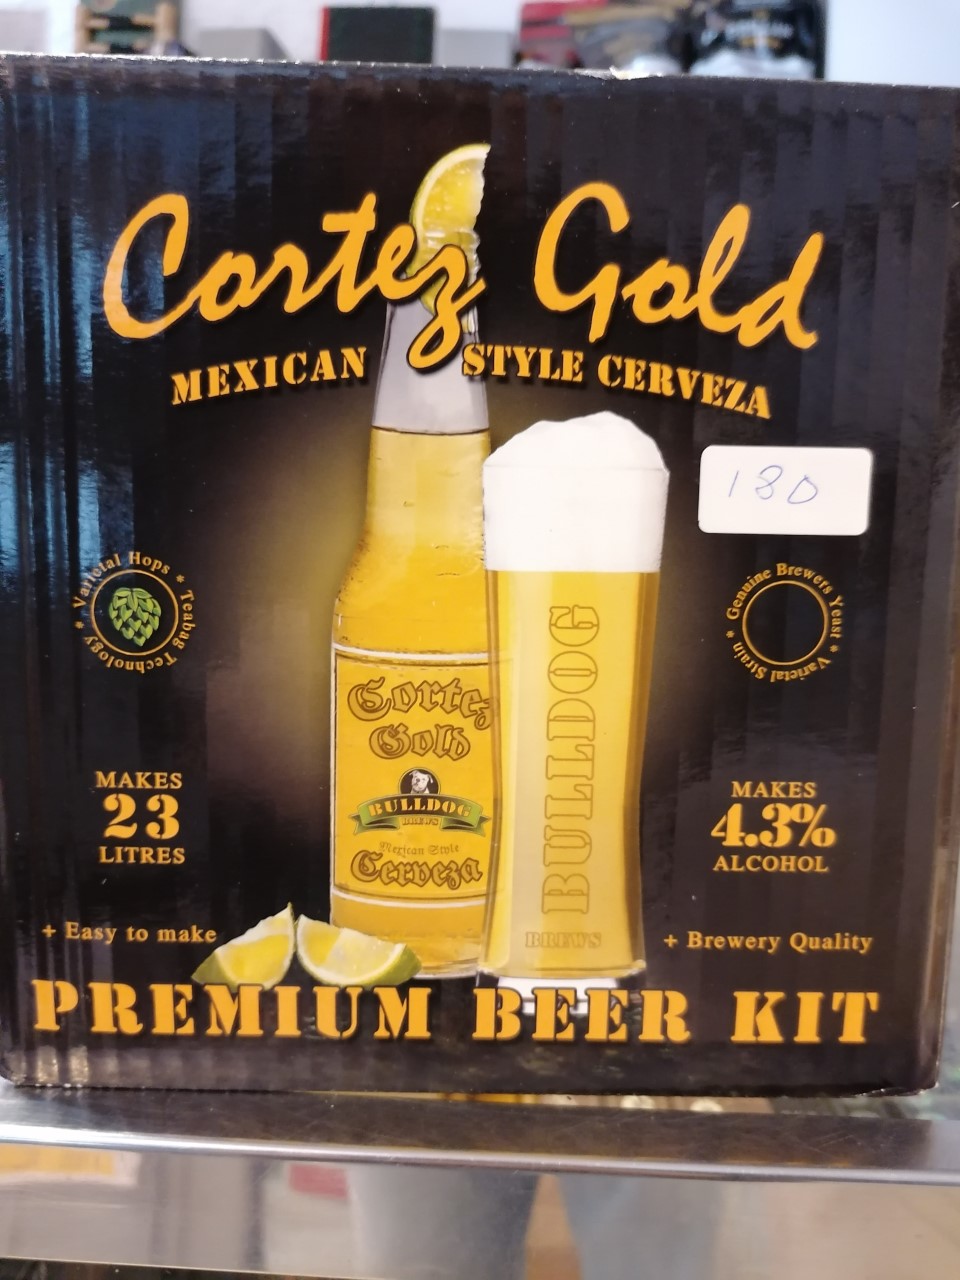 Cortez Gold
MEXICAN STYLE CERVEZA
180
Varietal Hops * Teabag Technology *
Genuine Brewers Yeast * Varietal Strain *
Cortez
Gold
BULLDOG
BREWS
Mexican Style
Cerveza
BULLDOG
BREWS
MAKES
23
LITRES
MAKES
4.3%
ALCOHOL
+ Easy to make
+ Brewery Quality
PREMIUM BEER KIT